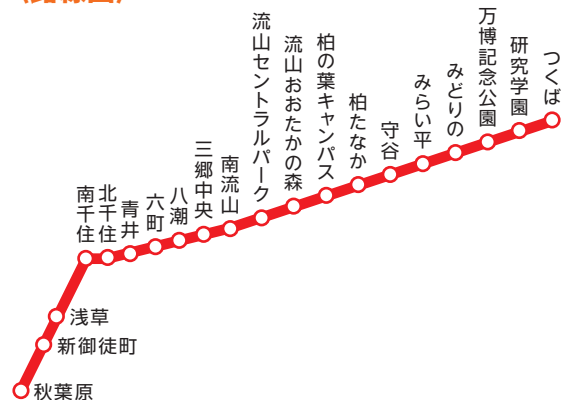 つくば
研究学園
万博記念公園
みどりの
みらい平
守谷
柏たなか
柏の葉キャンパス
流山おおたかの森
流山セントラルパーク
南流山
三郷中央
八潮
六町
青井
北千住
南千住
浅草
新御徒町
秋葉原